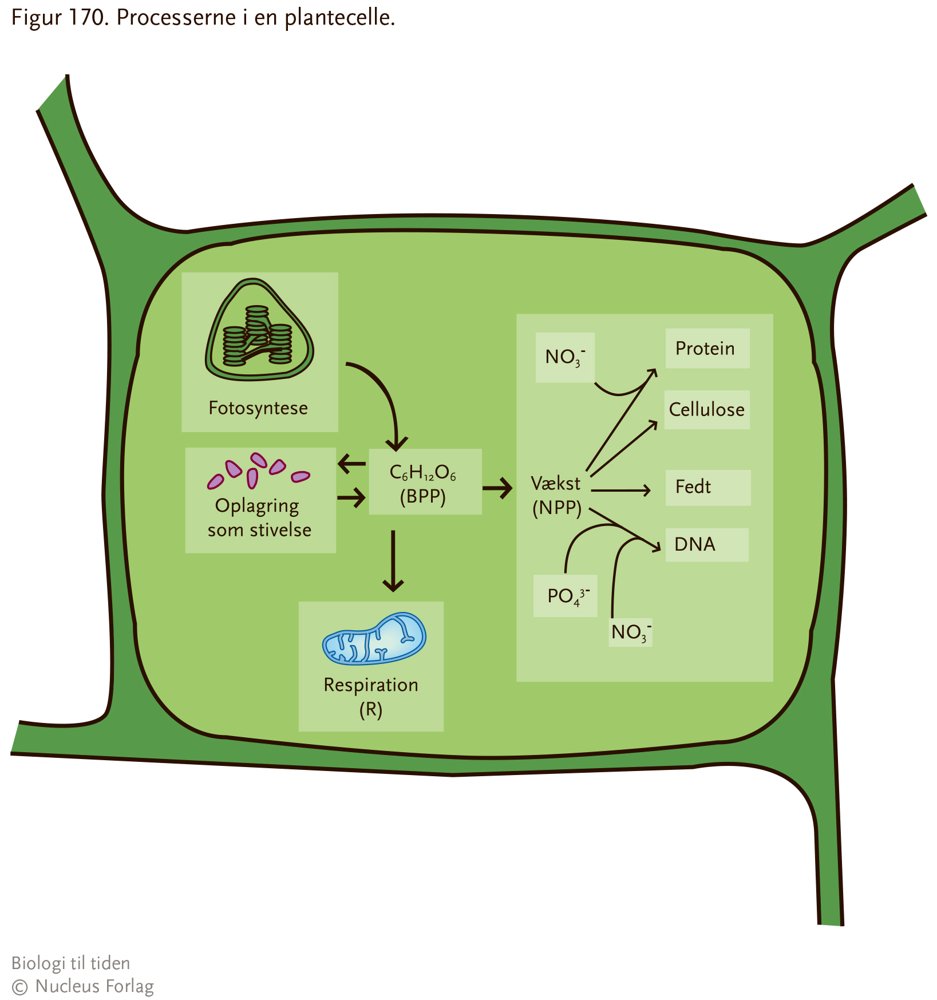 Figur 170. Processerne i en plantecelle.
Fotosyntese
Oplagring
som stivelse
C₆H₁₂O₆
(BPP)
Respiration
(R)
Vækst
(NPP)
NO₃⁻
Protein
Cellulose
Fedt
DNA
PO₄³⁻
NO₃⁻
Biologi til tiden
© Nucleus Forlag